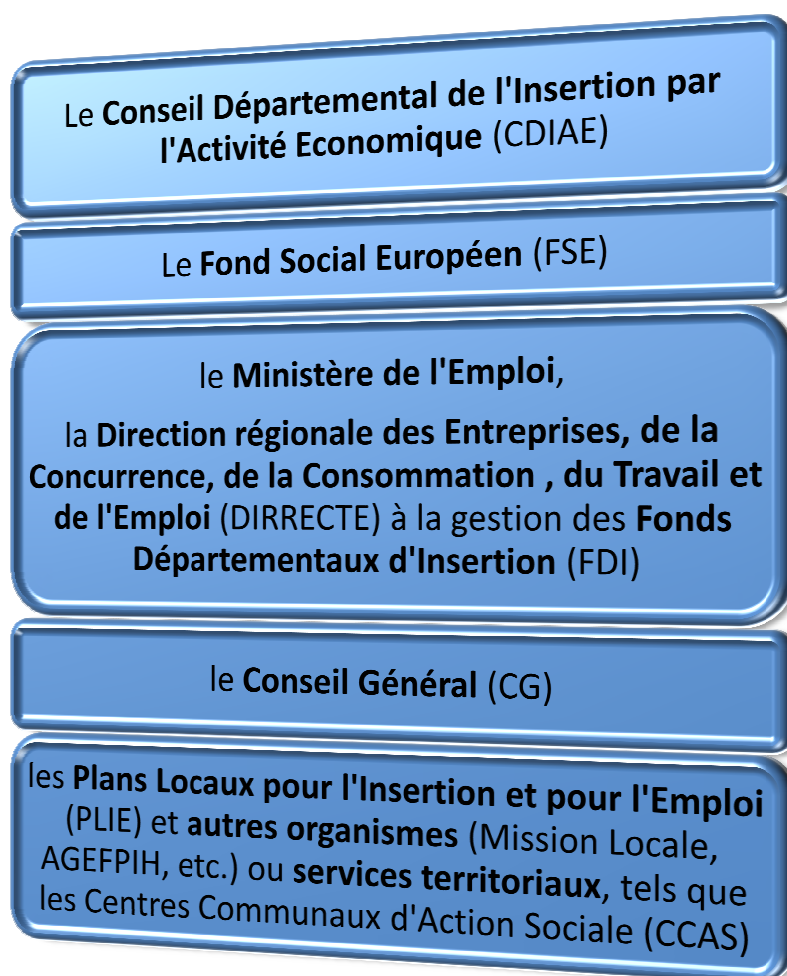 Le Conseil Départemental de l'Insertion par
l'Activité Economique (CDIAE)
Le Fond Social Européen (FSE)
le Ministère de l'Emploi,
la Direction régionale des Entreprises, de la
Concurrence, de la Consommation , du Travail et
de l'Emploi (DIRRECTE) à la gestion des Fonds
Départementaux d'Insertion (FDI)
le Conseil Général (CG)
les Plans Locaux pour l'Insertion et pour l'Emploi
(PLIE) et autres organismes (Mission Locale,
AGEFPIH, etc.) ou services territoriaux, tels que
les Centres Communaux d'Action Sociale (CCAS)